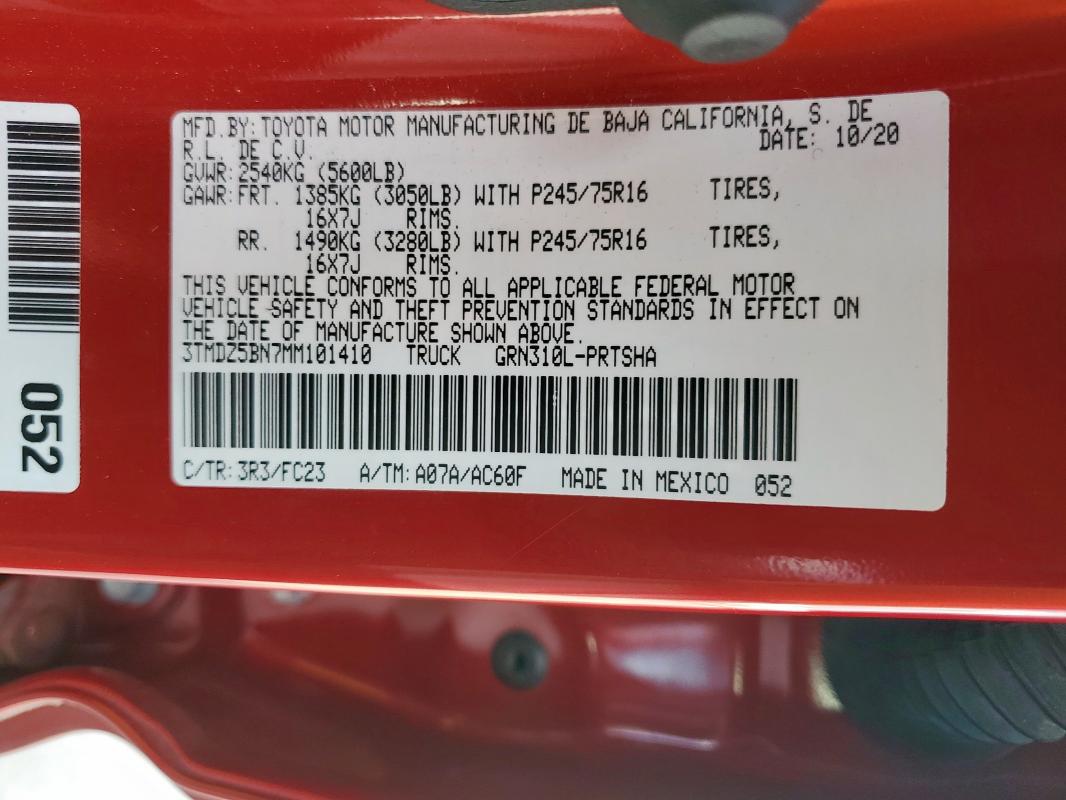 MFD.BY: TOYOTA MOTOR MANUFACTURING DE BAJA CALIFORNIA, S. DE
R.L. DE C.V. DATE: 10/20
GVWR: 2540KG (5600LB)
GAWR: FRT. 1385KG (3050LB) WITH P245/75R16 TIRES,
16X7J RIMS.
RR. 1490KG (3280LB) WITH P245/75R16 TIRES,
16X7J RIMS.
THIS VEHICLE CONFORMS TO ALL APPLICABLE FEDERAL MOTOR
VEHICLE SAFETY AND THEFT PREVENTION STANDARDS IN EFFECT ON
THE DATE OF MANUFACTURE SHOWN ABOVE.
3TMDZ5BN7MM101410 TRUCK GRN310L-PRTSHA
C/TR: 3R3/FC23 A/TM: A07A/AC60F MADE IN MEXICO 052
052